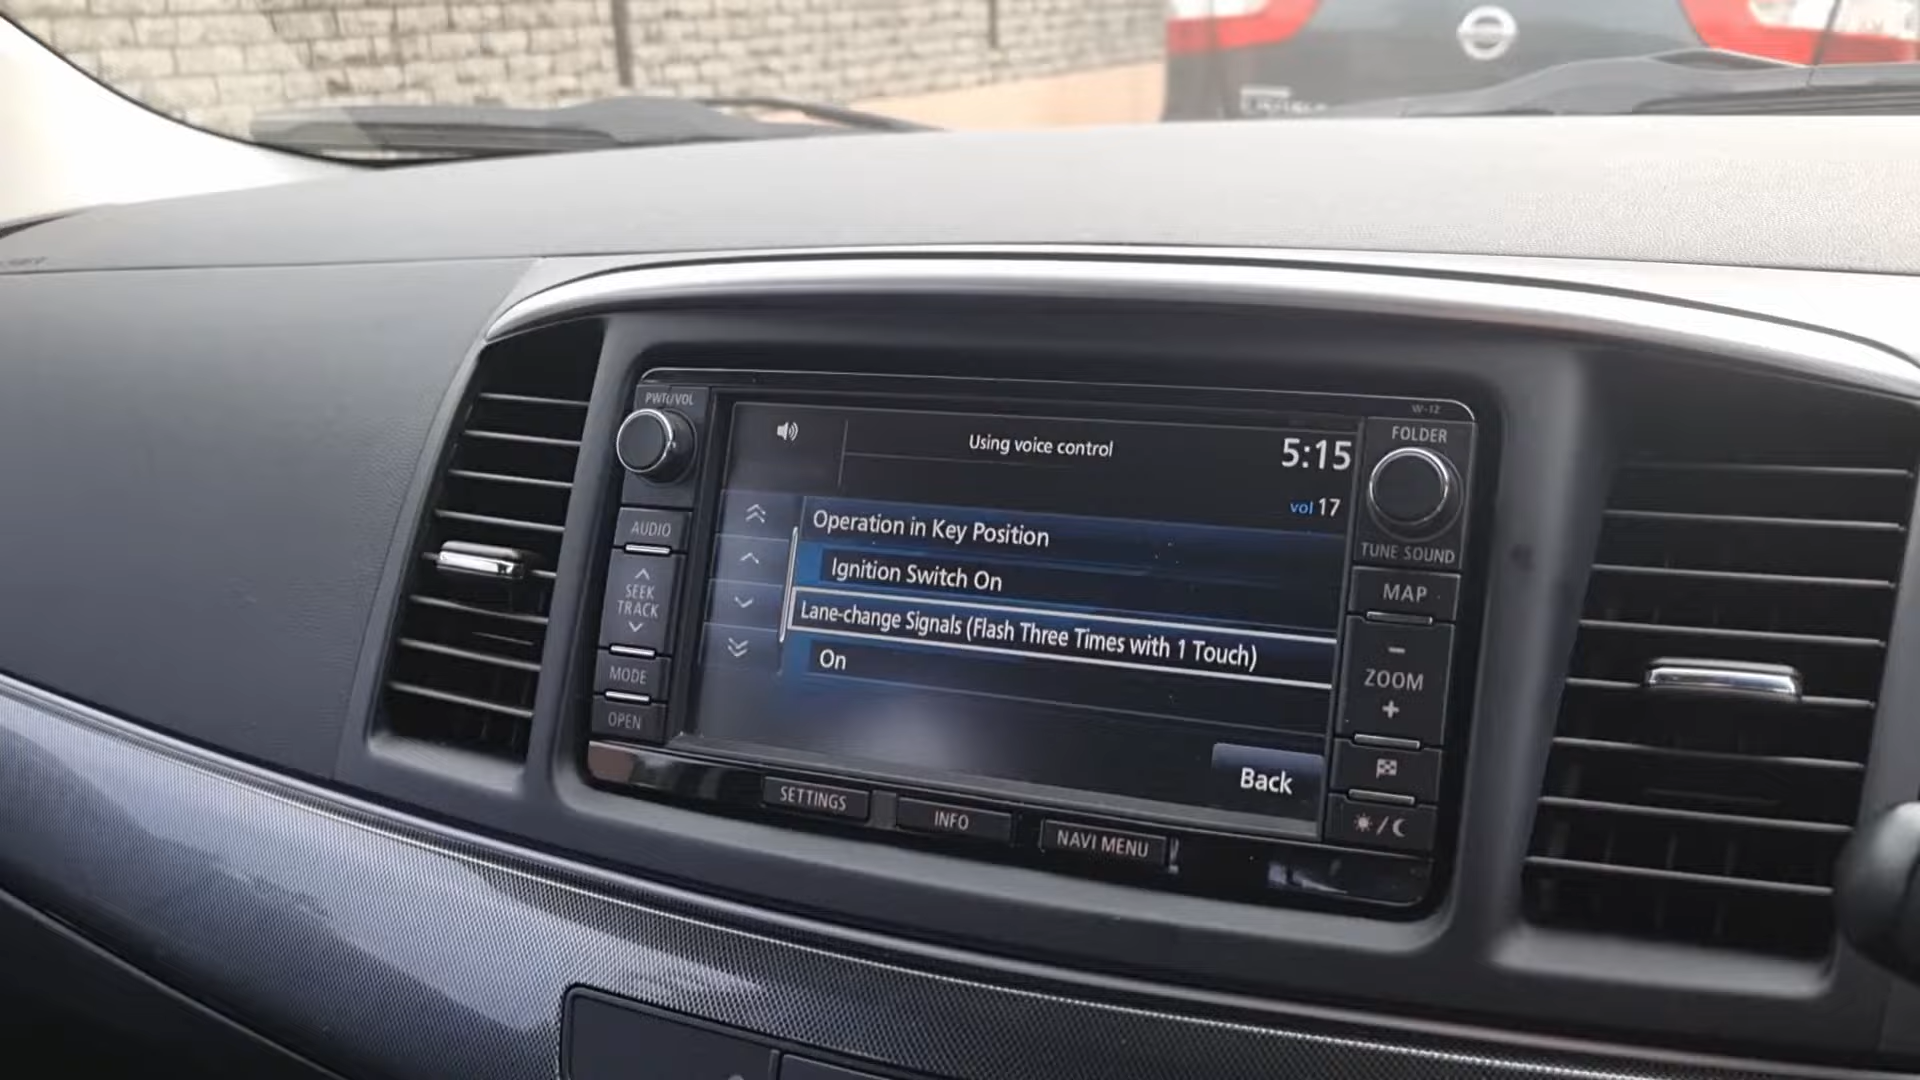 PWR/VOL
W-12
FOLDER
Using voice control
5:15
vol 17
AUDIO
Operation in Key Position
Ignition Switch On
Lane-change Signals (Flash Three Times with 1 Touch)
On
Back
SEEK
TRACK
MODE
OPEN
TUNE SOUND
MAP
ZOOM
SETTINGS
INFO
NAVI MENU